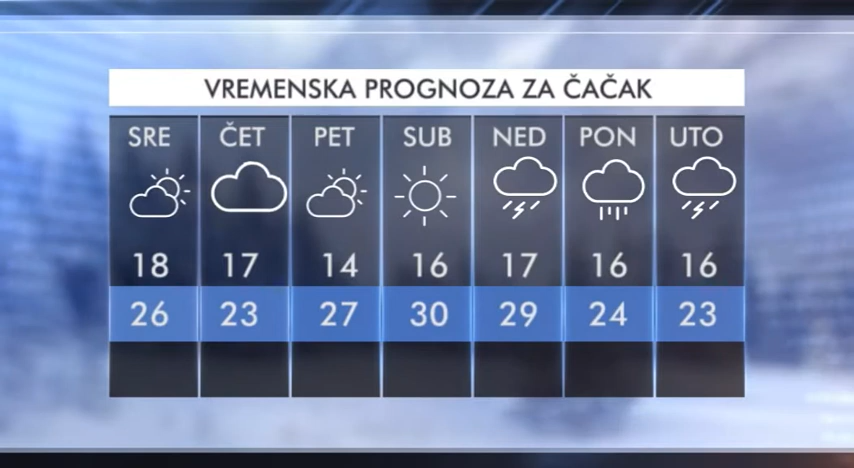 VREMENSKA PROGNOZA ZA ČAČAK
SRE ČET PET SUB NED PON UTO
18 17 14 16 17 16 16
26 23 27 30 29 24 23